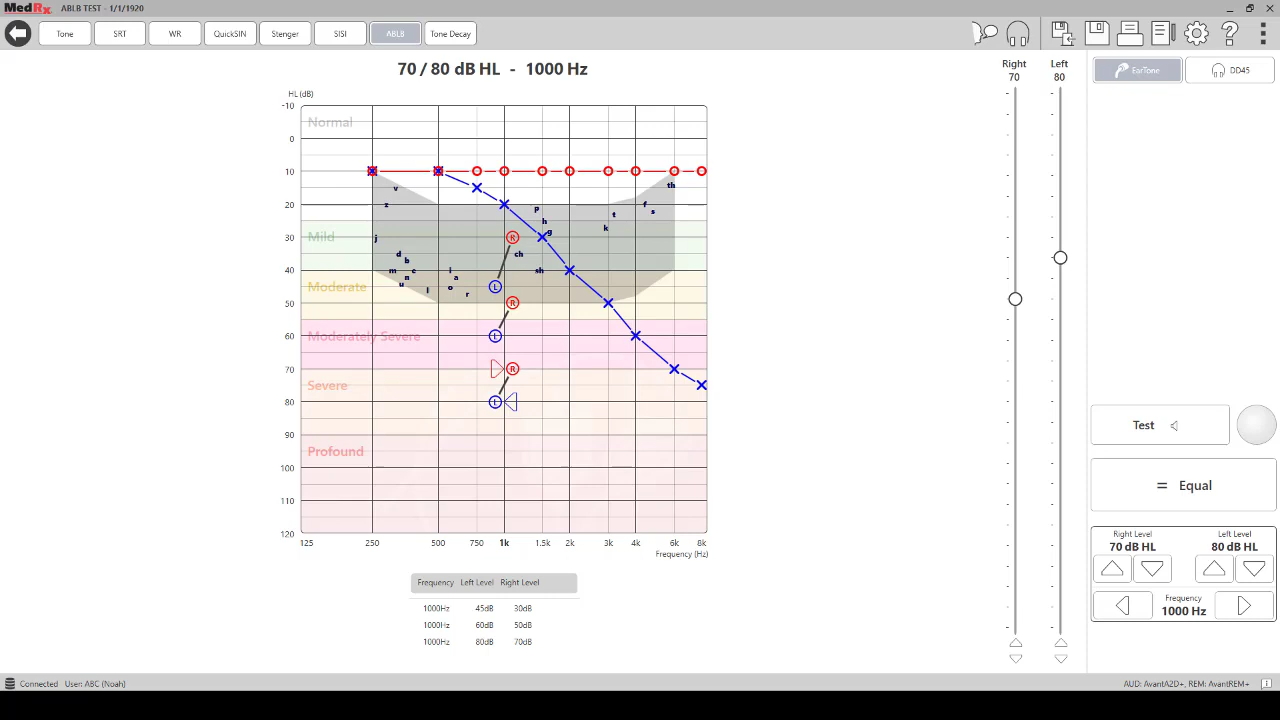 MedRx ABLB TEST - 1/1/1920
Tone SRT WR QuickSIN Stenger SISI ABLB Tone Decay
70 / 80 dB HL - 1000 Hz
Right Left
70 80
EarTone DD45
HL (dB)
-10
Normal
0
10
th
v
20 z p f s
t
h
k
g
30 Mild j R
d ch
b
40 m n c i sh
a
u l o r
Moderate L
50 R
60 Moderately Severe L
70 R
Severe
80 L
90
Profound
100
110
120
125 250 500 750 1k 1.5k 2k 3k 4k 6k 8k
Frequency (Hz)
Frequency Left Level Right Level
1000Hz 45dB 30dB
1000Hz 60dB 50dB
1000Hz 80dB 70dB
Test
= Equal
Right Level Left Level
70 dB HL 80 dB HL
Frequency
1000 Hz
Connected User: ABC (Noah) AUD: AvantA2D+, REM: AvantREM+